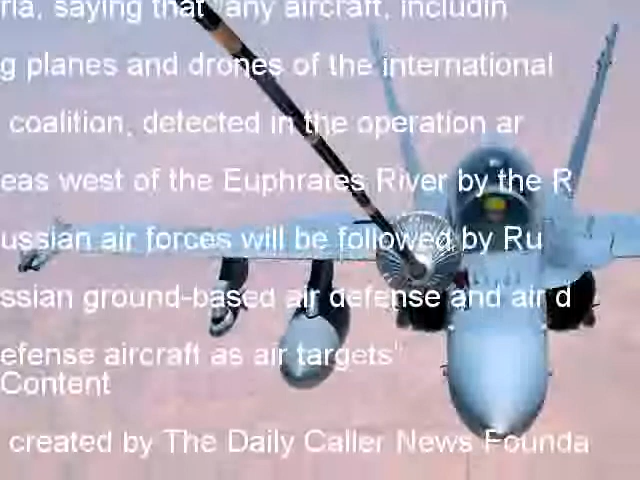 ria, saying that "any aircraft, includin
g planes and drones of the international
coalition, detected in the operation ar
eas west of the Euphrates River by the R
ussian air forces will be followed by Ru
ssian ground-based air defense and air d
efense aircraft as air targets"
Content
created by The Daily Caller News Founda